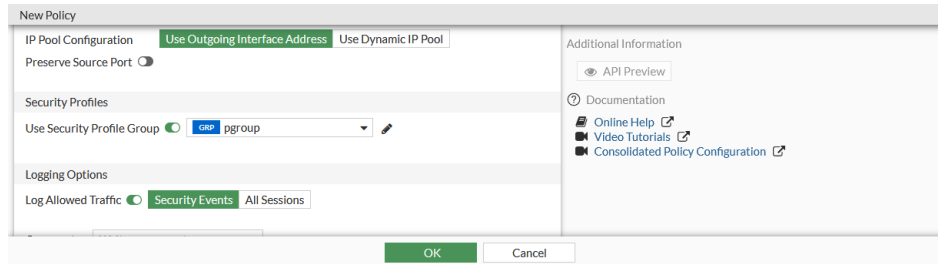 New Policy
IP Pool Configuration Use Outgoing Interface Address Use Dynamic IP Pool
Preserve Source Port
Security Profiles
Use Security Profile Group GRP pgroup
Logging Options
Log Allowed Traffic Security Events All Sessions
Additional Information
API Preview
Documentation
Online Help
Video Tutorials
Consolidated Policy Configuration
OK Cancel